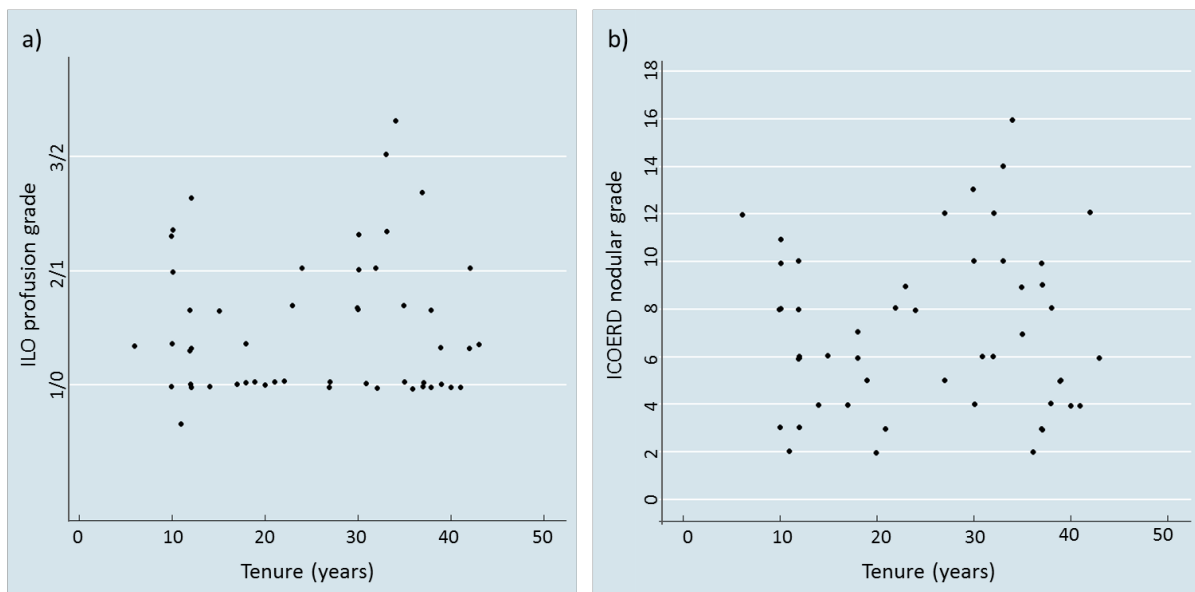 a)
ILO profusion grade
3/2
2/1
1/0
0 10 20 30 40 50
Tenure (years)
b)
ICOERD nodular grade
18
16
14
12
10
8
6
4
2
0
0 10 20 30 40 50
Tenure (years)